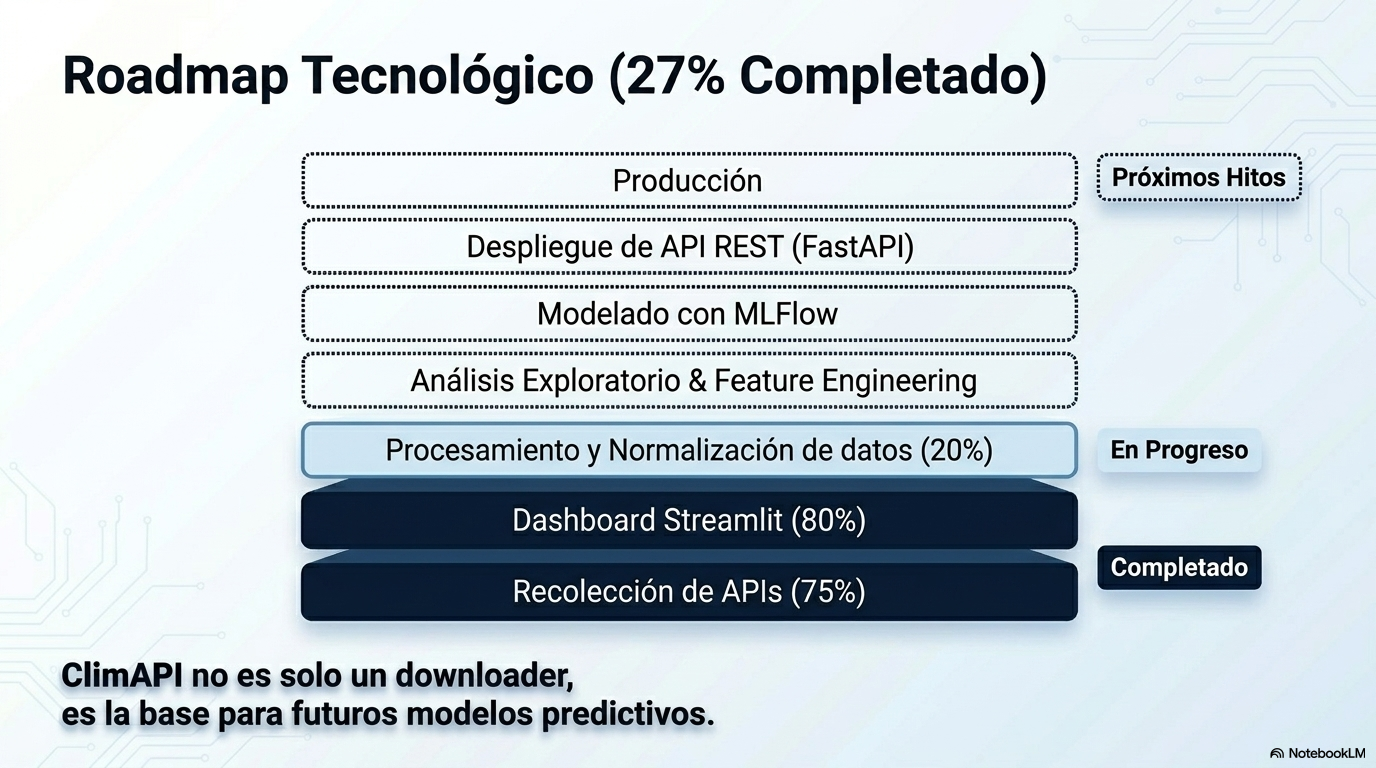 Roadmap Tecnológico (27% Completado)
Producción
Próximos Hitos
Despliegue de API REST (FastAPI)
Modelado con MLFlow
Análisis Exploratorio & Feature Engineering
Procesamiento y Normalización de datos (20%)
En Progreso
Dashboard Streamlit (80%)
Completado
Recolección de APIs (75%)
ClimAPI no es solo un downloader,
es la base para futuros modelos predictivos.
NotebookLM